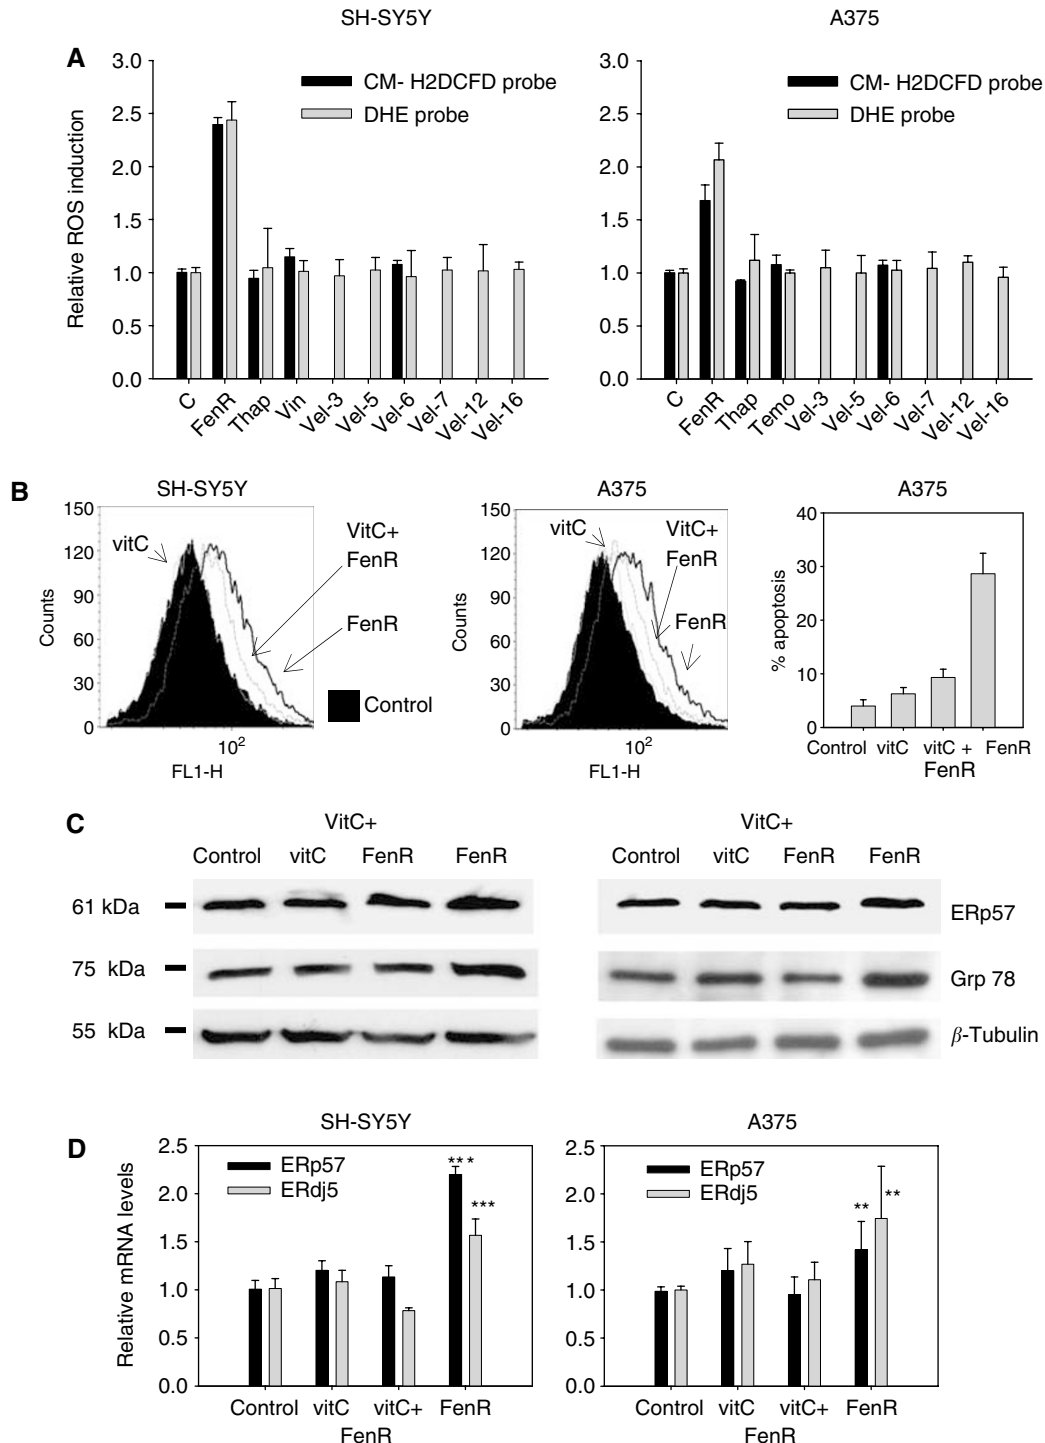 SH-SY5Y
A375
A
3.0
2.5
2.0
1.5
1.0
0.5
0.0
Relative ROS induction
CM- H2DCFD probe
DHE probe
C
FenR
Thap
Vin
Vel-3
Vel-5
Vel-6
Vel-7
Vel-12
Vel-16
3.0
2.5
2.0
1.5
1.0
0.5
0.0
CM- H2DCFD probe
DHE probe
C
FenR
Thap
Temo
Vel-3
Vel-5
Vel-6
Vel-7
Vel-12
Vel-16
B
SH-SY5Y
150
120
90
60
30
0
Counts
vitC
VitC+
FenR
FenR
Control
10²
FL1-H
A375
150
120
90
60
30
0
Counts
vitC
VitC+
FenR
FenR
10²
FL1-H
A375
40
30
20
10
0
% apoptosis
Control
vitC
vitC +
FenR
FenR
C
VitC+
Control vitC FenR FenR
VitC+
Control vitC FenR FenR
61 kDa
ERp57
75 kDa
Grp 78
55 kDa
β-Tubulin
D
SH-SY5Y
2.5
2.0
1.5
1.0
0.5
0.0
Relative mRNA levels
ERp57
ERdj5
***
***
Control vitC vitC+ FenR
FenR
A375
2.5
2.0
1.5
1.0
0.5
0.0
ERp57
ERdj5
**
**
Control vitC vitC+ FenR
FenR